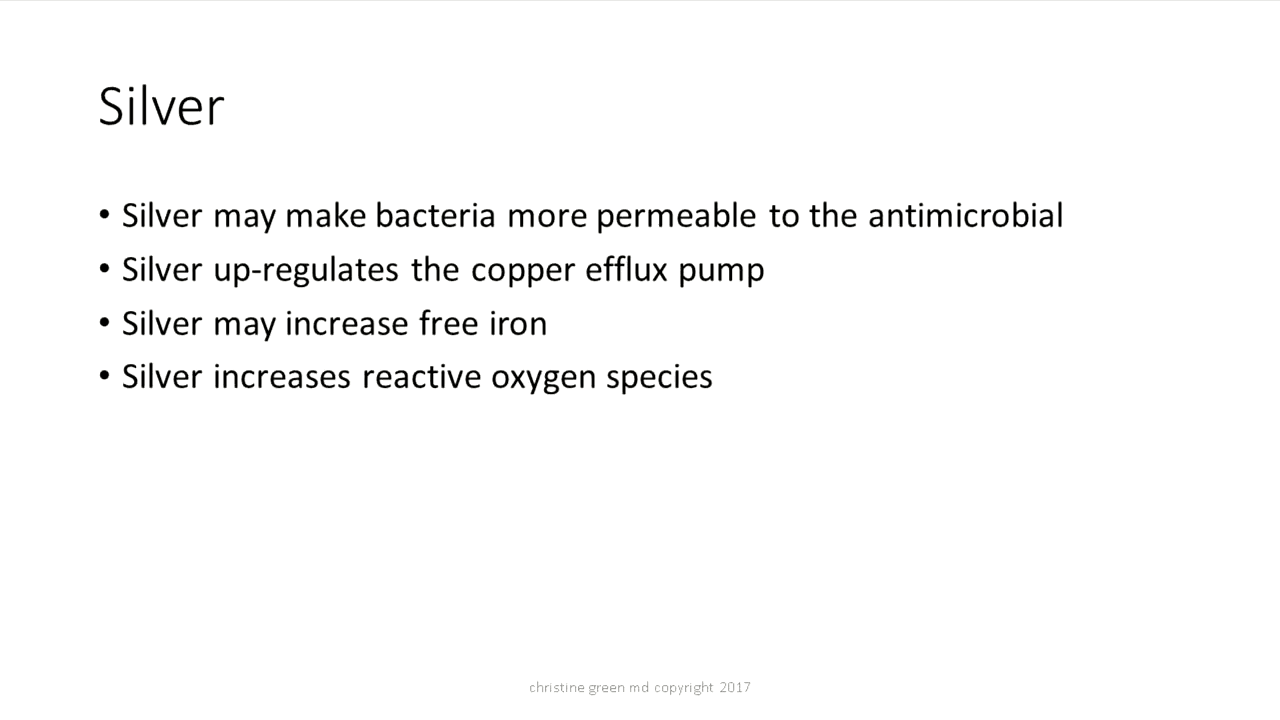 Silver
• Silver may make bacteria more permeable to the antimicrobial
• Silver up-regulates the copper efflux pump
• Silver may increase free iron
• Silver increases reactive oxygen species
christine green md copyright 2017